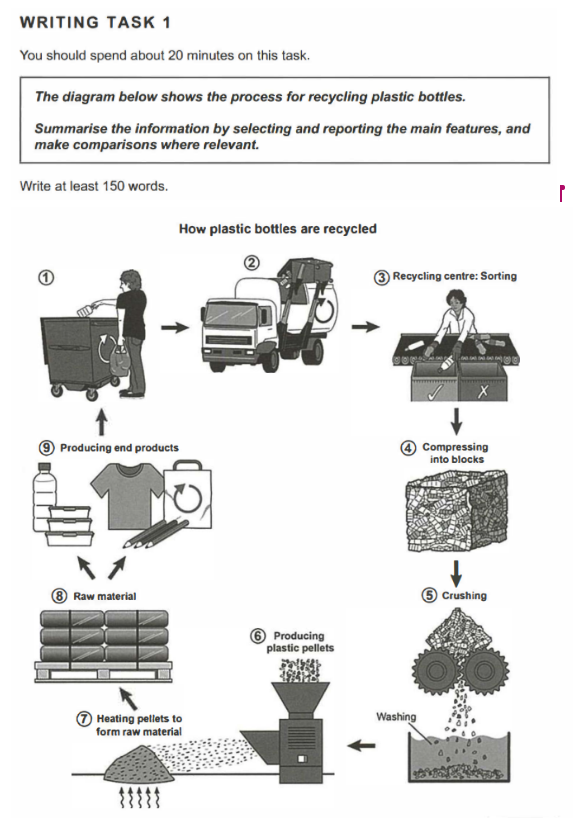 WRITING TASK 1
You should spend about 20 minutes on this task.
The diagram below shows the process for recycling plastic bottles.
Summarise the information by selecting and reporting the main features, and
make comparisons where relevant.
Write at least 150 words.
How plastic bottles are recycled
1
2
3 Recycling centre: Sorting
4 Compressing
into blocks
5 Crushing
Washing
6 Producing
plastic pellets
7 Heating pellets to
form raw material
8 Raw material
9 Producing end products